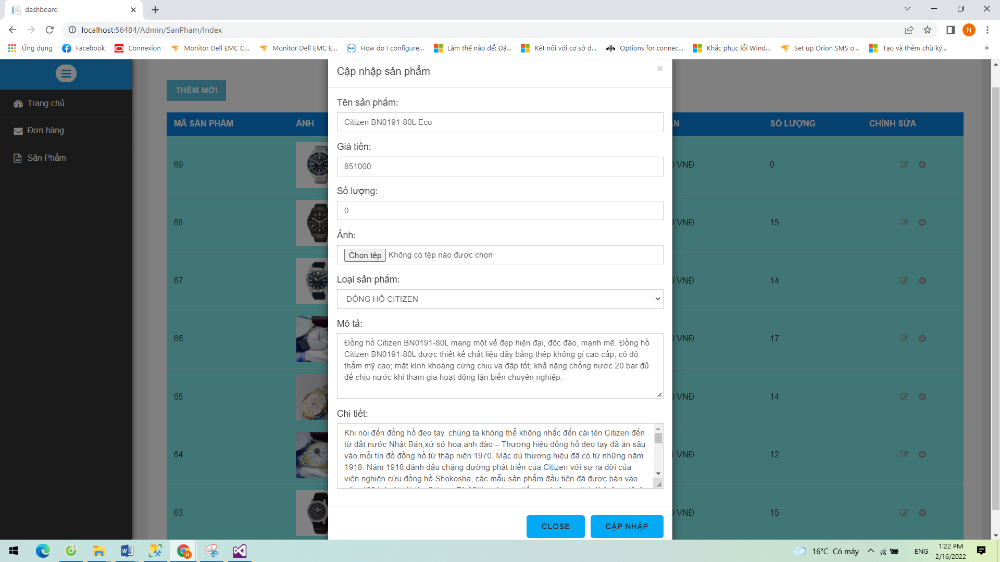 dashboard
localhost:56484/Admin/SanPham/Index
N
Ứng dụng
Facebook
Connexion
Monitor Dell EMC C...
Monitor Dell EMC E...
How do I configure...
Làm thế nào để: Đặ...
Kết nối với cơ sở d...
Options for connec...
Khắc phục lỗi Wind...
Set up Orion SMS o...
Tạo và thêm chữ ký...
»
Trang chủ
Đơn hàng
Sản Phẩm
THÊM MỚI
MÃ SẢN PHẨM
ẢNH
SỐ LƯỢNG
CHỈNH SỬA
69
VNĐ
0
68
VNĐ
15
67
VNĐ
14
66
VNĐ
17
65
VNĐ
14
64
VNĐ
12
63
VNĐ
15
Cập nhập sản phẩm
×
Tên sản phẩm:
Citizen BN0191-80L Eco
Giá tiền:
851000
Số lượng:
0
Ảnh:
Chọn tệp Không có tệp nào được chọn
Loại sản phẩm:
ĐỒNG HỒ CITIZEN
Mô tả:
Đồng hồ Citizen BN0191-80L mang một vẻ đẹp hiện đại, độc đáo, mạnh mẽ. Đồng hồ
Citizen BN0191-80L được thiết kế chất liệu dây bằng thép không gỉ cao cấp, có độ
thẩm mỹ cao; mặt kính khoáng cứng chịu va đập tốt; khả năng chống nước 20 bar đủ
để chịu nước khi tham gia hoạt động lặn biển chuyên nghiệp.
Chi tiết:
Khi nói đến đồng hồ đeo tay, chúng ta không thể không nhắc đến cái tên Citizen đến
từ đất nước Nhật Bản,xứ sở hoa anh đào – Thương hiệu đồng hồ đeo tay đã ăn sâu
vào mỗi tín đồ đồng hồ từ thập niên 1970. Mặc dù thương hiệu đã có từ những năm
1918. Năm 1918 đánh dấu chặng đường phát triển của Citizen với sự ra đời của
viện nghiên cứu đồng hồ Shokosha, các mẫu sản phẩm đầu tiên đã được bán vào
CLOSE
CẬP NHẬP
16°C Có mây
ENG
1:22 PM
2/16/2022